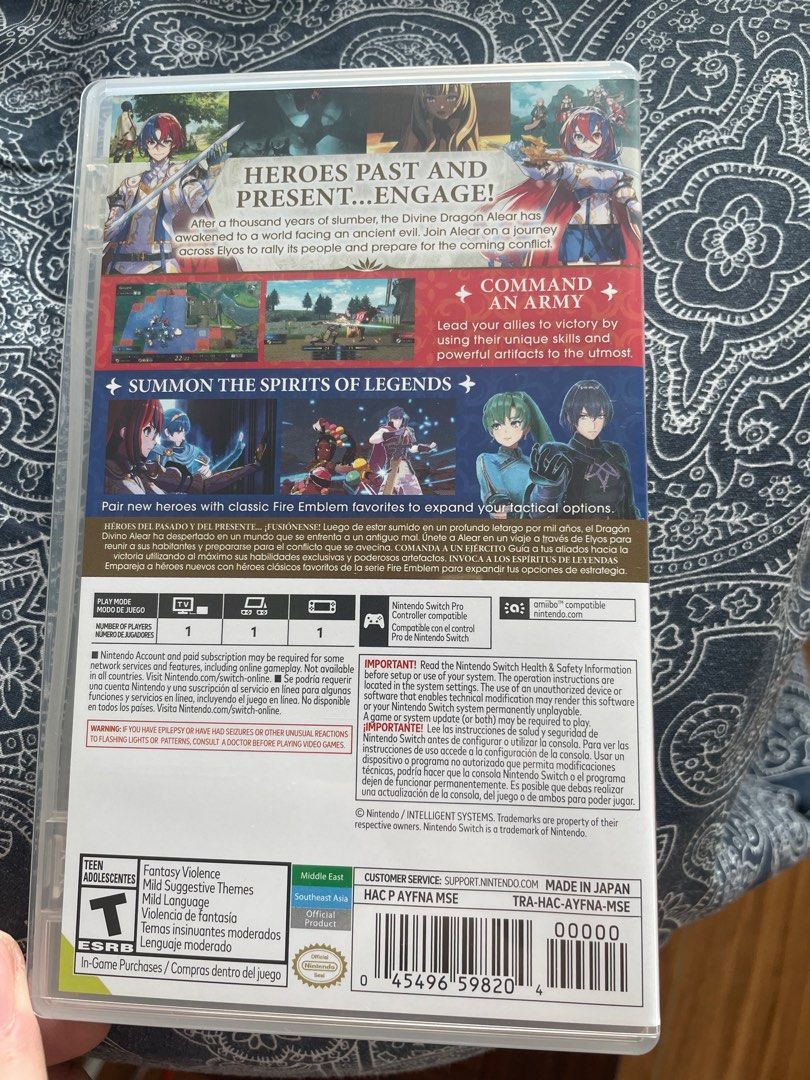 HEROES PAST AND
PRESENT...ENGAGE!
After a thousand years of slumber, the Divine Dragon Alear has
awakened to a world facing an ancient evil. Join Alear on a journey
across Elyos to rally its people and prepare for the coming conflict.
COMMAND
AN ARMY
Lead your allies to victory by
using their unique skills and
powerful artifacts to the utmost.
SUMMON THE SPIRITS OF LEGENDS
Pair new heroes with classic Fire Emblem favorites to expand your tactical options.
HÉROES DEL PASADO Y DEL PRESENTE... ¡FUSIÓNENSE! Luego de estar sumido en un profundo letargo por mil años, el Dragón
Divino Alear ha despertado en un mundo que se enfrenta a un antiguo mal. Únete a Alear en un viaje a través de Elyos para
reunir a sus habitantes y prepararse para el conflicto que se avecina. COMANDA A UN EJÉRCITO Guía a tus aliados hacia la
victoria utilizando al máximo sus habilidades exclusivas y poderosos artefactos. INVOCA A LOS ESPÍRITUS DE LEYENDAS
Empareja a héroes nuevos con héroes clásicos favoritos de la serie Fire Emblem para expandir tus opciones de estrategia.
PLAY MODE
MODO DE JUEGO
TV
NUMBER OF PLAYERS
NÚMERO DE JUGADORES
1
1
1
Nintendo Switch Pro
Controller compatible
Compatible con el control
Pro de Nintendo Switch
amiibo™ compatible
nintendo.com
■ Nintendo Account and paid subscription may be required for some
network services and features, including online gameplay. Not available
in all countries. Visit Nintendo.com/switch-online. ■ Se podría requerir
una cuenta Nintendo y una suscripción al servicio en línea para algunas
funciones y servicios en línea, incluyendo el juego en línea. No disponible
en todos los países. Visita Nintendo.com/switch-online.
WARNING: IF YOU HAVE EPILEPSY OR HAVE HAD SEIZURES OR OTHER UNUSUAL REACTIONS
TO FLASHING LIGHTS OR PATTERNS, CONSULT A DOCTOR BEFORE PLAYING VIDEO GAMES.
IMPORTANT! Read the Nintendo Switch Health & Safety Information
before setup or use of your system. The operation instructions are
located in the system settings. The use of an unauthorized device or
software that enables technical modification may render this software
or your Nintendo Switch system permanently unplayable.
A game or system update (or both) may be required to play.
¡IMPORTANTE! Lee las instrucciones de salud y seguridad de
Nintendo Switch antes de configurar o utilizar la consola. Para ver las
instrucciones de uso accede a la configuración de la consola. Usar un
dispositivo o programa no autorizado que permita modificaciones
técnicas, podría hacer que la consola Nintendo Switch o el programa
dejen de funcionar permanentemente. Es posible que debas realizar
una actualización de la consola, del juego o de ambos para poder jugar.
© Nintendo / INTELLIGENT SYSTEMS. Trademarks are property of their
respective owners. Nintendo Switch is a trademark of Nintendo.
TEEN
ADOLESCENTES
T
ESRB
Fantasy Violence
Mild Suggestive Themes
Mild Language
Violencia de fantasía
Temas insinuantes moderados
Lenguaje moderado
In-Game Purchases / Compras dentro del juego
Middle East
Southeast Asia
Official
Product
Official
Nintendo
Seal
CUSTOMER SERVICE: SUPPORT.NINTENDO.COM
MADE IN JAPAN
HAC P AYFNA MSE
TRA-HAC-AYFNA-MSE
00000
0 45496 59820 4